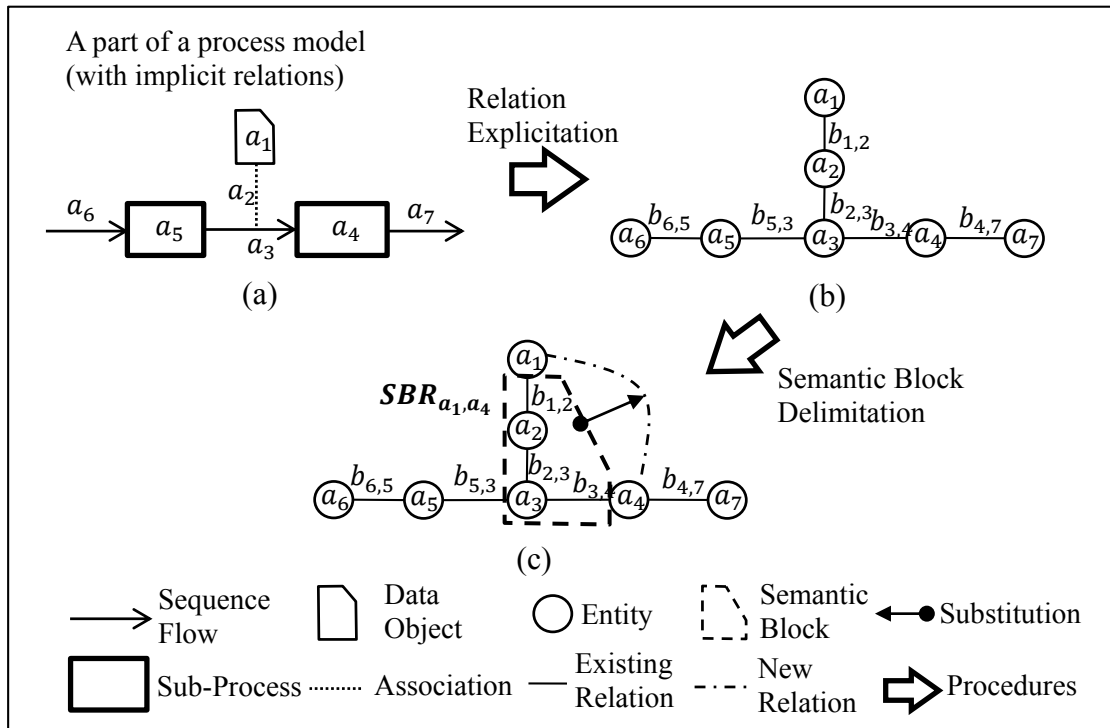 A part of a process model
(with implicit relations)
a₁
a₂
a₆
a₅
a₃
a₄
a₇
(a)
Relation
Explicitation
a₁
b₁,₂
a₂
b₂,₃
a₆
b₆,₅
a₅
b₅,₃
a₃
b₃,₄
a₄
b₄,₇
a₇
(b)
Semantic Block
Delimitation
SBR_{a₁,a₄}
a₁
b₁,₂
a₂
b₂,₃
a₆
b₆,₅
a₅
b₅,₃
a₃
b₃,₄
a₄
b₄,₇
a₇
(c)
Sequence
Flow
Data
Object
Entity
Semantic
Block
Substitution
Sub-Process
Association
Existing
Relation
New
Relation
Procedures